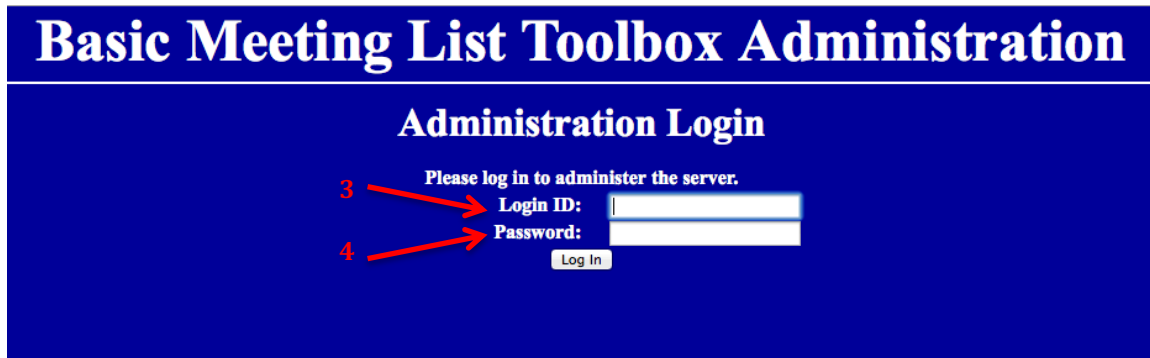 Basic Meeting List Toolbox Administration
Administration Login
Please log in to administer the server.
3
Login ID:
Password:
4
Log In